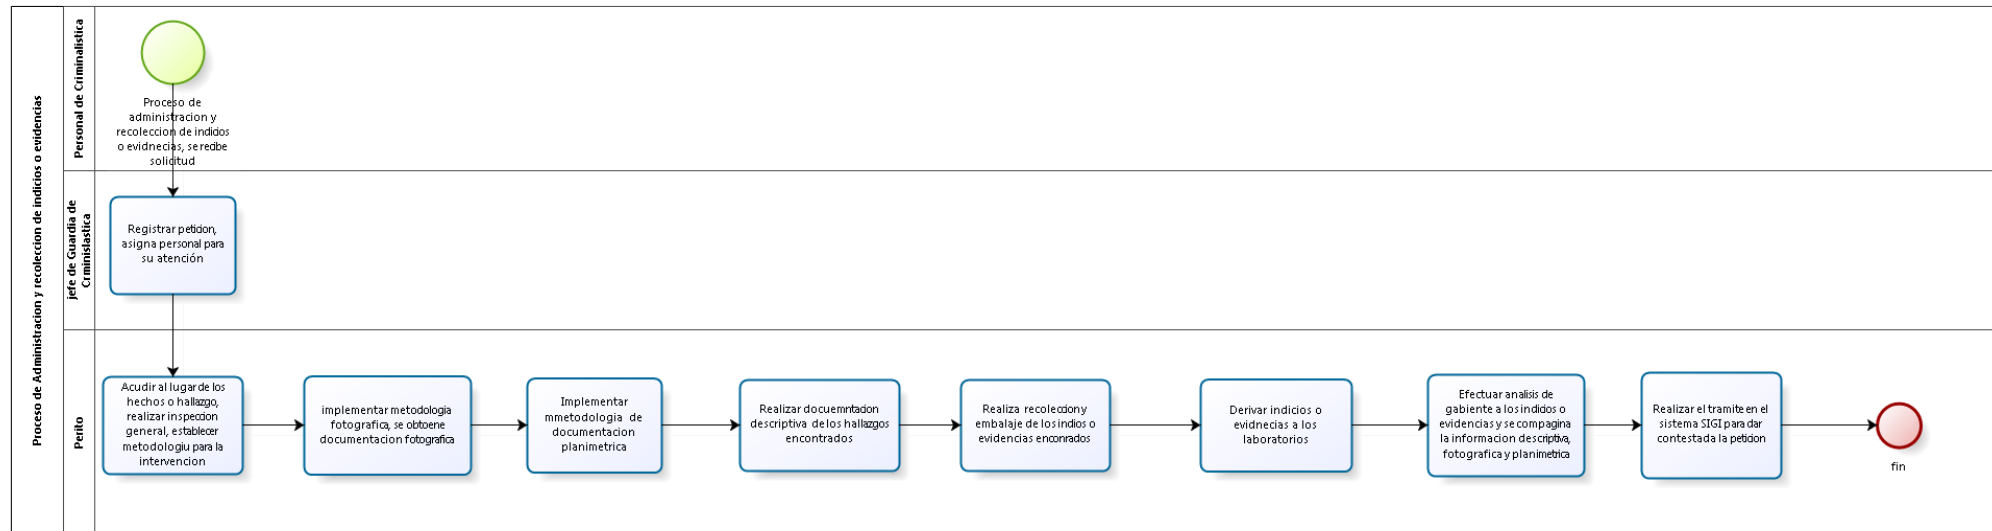 Proceso de Administracion y recoleccion de indicios o evidencias
Personal de Criminalistica
Proceso de
administracion y
recoleccion de indidos
o evidnecias, se recibe
solicitud
jefe de Guardia de
Crminislastica
Registrar peticion,
asigna personal para
su atención
Perito
Acudir al lugar de los
hechos o hallazgo,
realizar inspeccion
general, establecer
metodologiu para la
intervencion
implementar metodologia
fotografica, se obtoene
documentacion fotografica
Implementar
mmetodologia de
documentacion
planimetrica
Realizar docuemntacion
descriptiva de los hallazgos
encontrados
Realiza recoleccion y
embalaje de los indios o
evidencias enconrados
Derivar indicios o
evidnecias a los
laboratorios
Efectuar analisis de
gabiente a los indicios o
evidencias y se compagina
la informacion descriptiva,
fotografica y planimetrica
Realizar el tramite en el
sistema SIGI para dar
contestada la peticion
fin